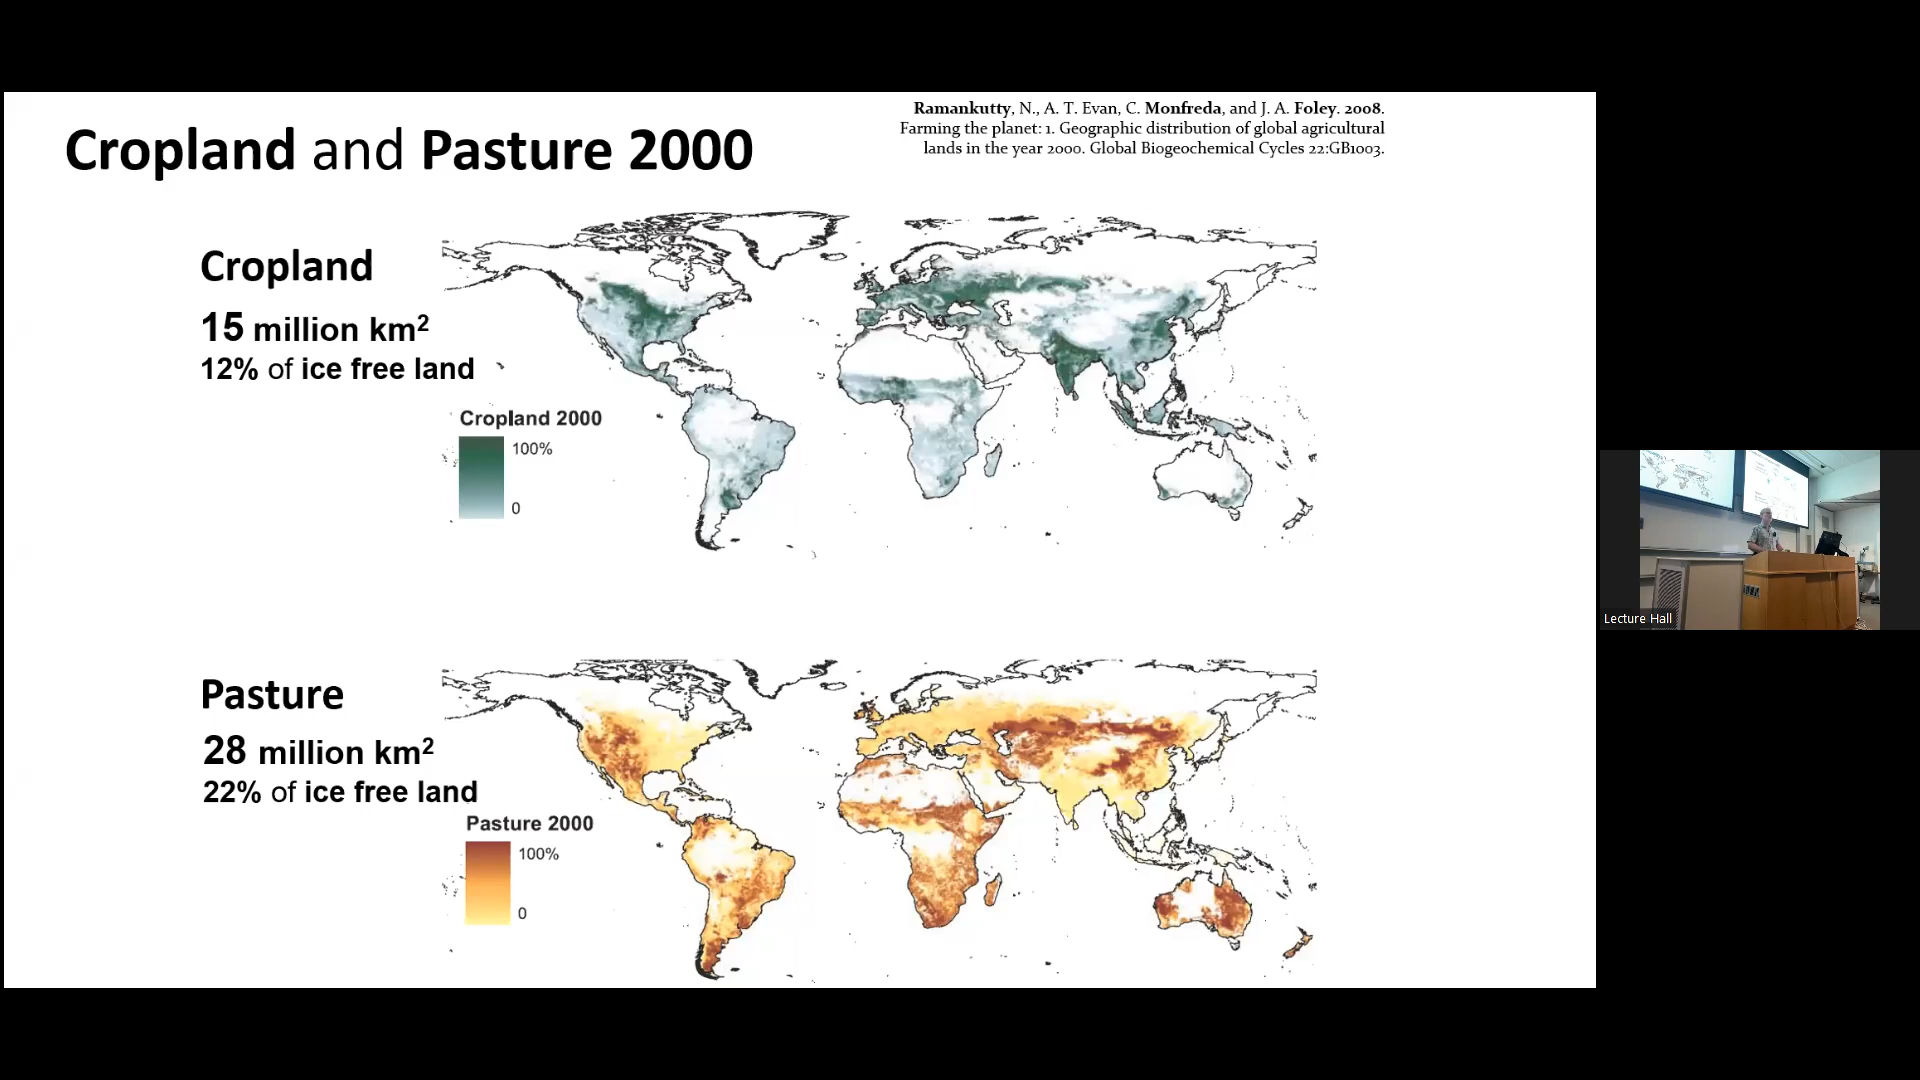 Cropland and Pasture 2000
Ramankutty, N., A. T. Evan, C. Monfreda, and J. A. Foley. 2008.
Farming the planet: 1. Geographic distribution of global agricultural
lands in the year 2000. Global Biogeochemical Cycles 22:GB1003.
Cropland
15 million km²
12% of ice free land
Cropland 2000
100%
0
Pasture
28 million km²
22% of ice free land
Pasture 2000
100%
0
Lecture Hall